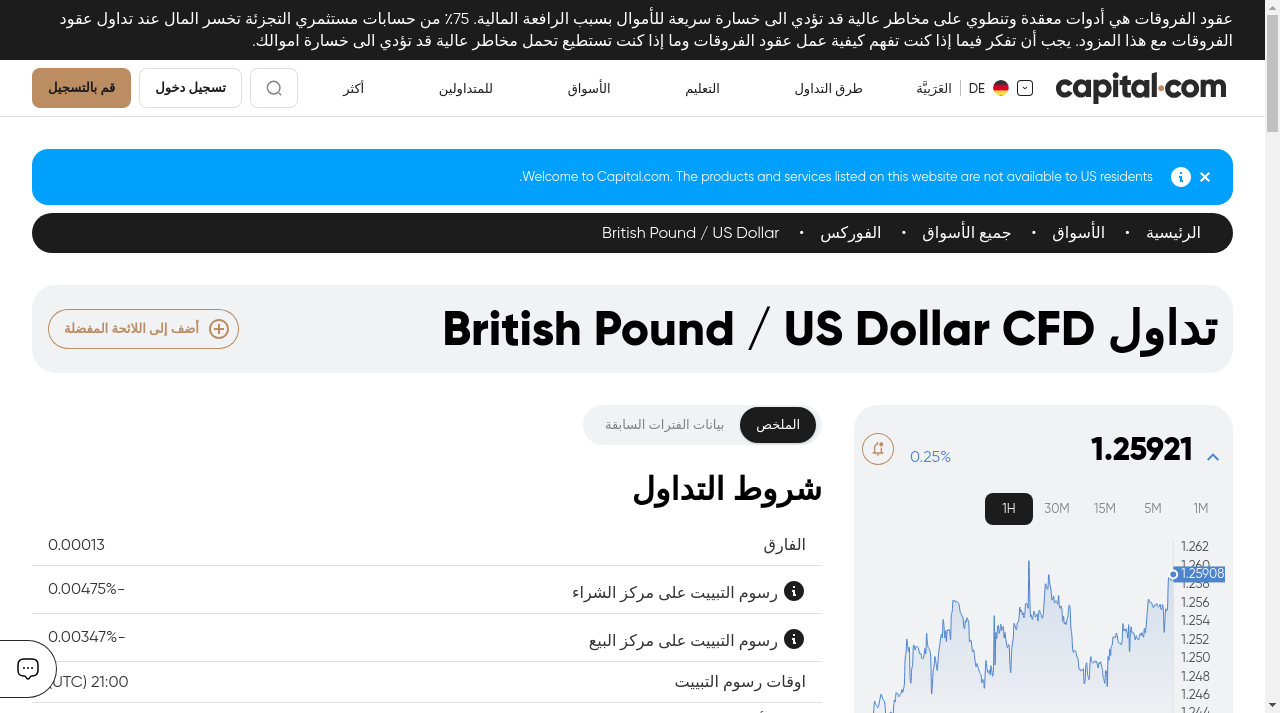 عقود الفروقات هي أدوات معقدة وتنطوي على مخاطر عالية قد تؤدي الى خسارة سريعة للأموال بسبب الرافعة المالية. 75٪ من حسابات مستثمري التجزئة تخسر المال عند تداول عقود
الفروقات مع هذا المزود. يجب أن تفكر فيما إذا كنت تفهم كيفية عمل عقود الفروقات وما إذا كنت تستطيع تحمل مخاطر عالية قد تؤدي الى خسارة اموالك.
capital.com
DE
العَرَبيَّة
طرق التداول
التعليم
الأسواق
للمتداولين
أكثر
تسجيل دخول
قم بالتسجيل
Welcome to Capital.com. The products and services listed on this website are not available to US residents.
الرئيسية • الأسواق • جميع الأسواق • الفوركس • British Pound / US Dollar
تداول British Pound / US Dollar CFD
أضف إلى اللائحة المفضلة
1.25921
0.25%
1M
5M
15M
30M
1H
1.262
1.260
1.25908
1.258
1.256
1.254
1.252
1.250
1.248
1.246
1.244
الملخص
بيانات الفترات السابقة
شروط التداول
الفارق 0.00013
رسوم التبييت على مركز الشراء -0.00475%
رسوم التبييت على مركز البيع -0.00347%
اوقات رسوم التبييت 21:00 (UTC)